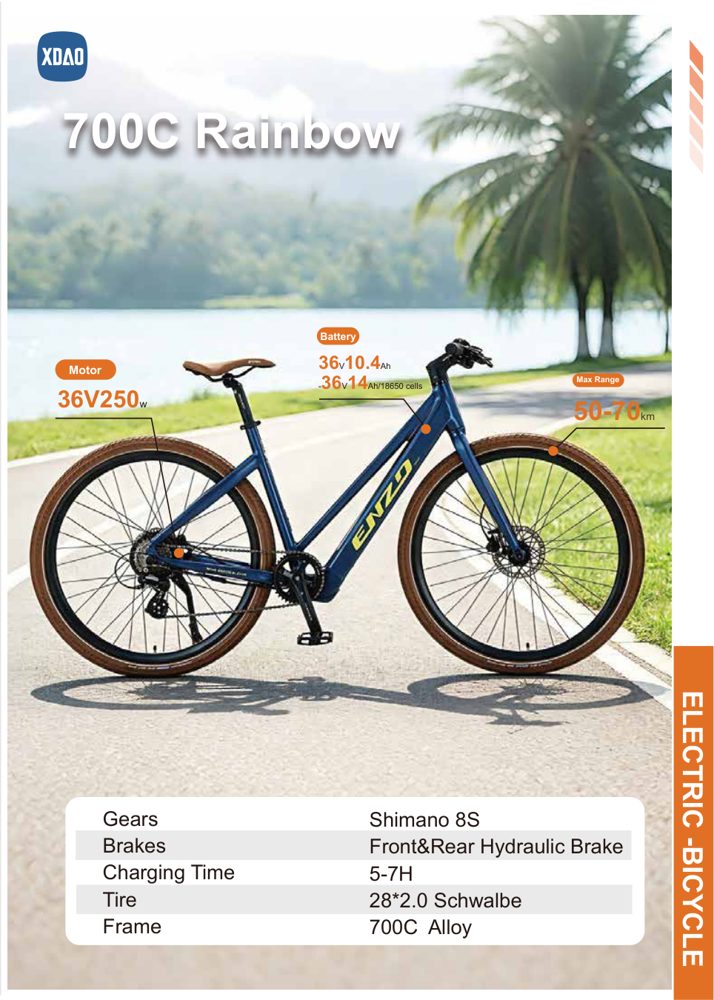 XDAO
700C Rainbow
Battery
36V10.4Ah
-36V14Ah/18650 cells
Motor
36V250w
Max Range
50-70km
ENZO
Gears Shimano 8S
Brakes Front&Rear Hydraulic Brake
Charging Time 5-7H
Tire 28*2.0 Schwalbe
Frame 700C Alloy
ELECTRIC -BICYCLE